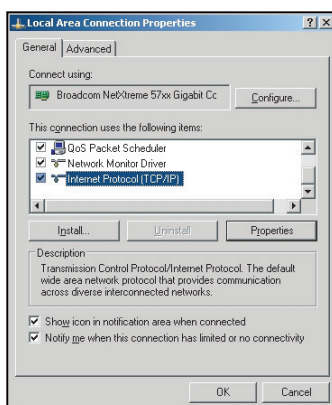 Local Area Connection Properties
General Advanced
Connect using:
Broadcom NetXtreme 57xx Gigabit Cc
Configure...
This connection uses the following items:
QoS Packet Scheduler
Network Monitor Driver
Internet Protocol (TCP/IP)
Install... Uninstall Properties
Description
Transmission Control Protocol/Internet Protocol. The default
wide area network protocol that provides communication
across diverse interconnected networks.
Show icon in notification area when connected
Notify me when this connection has limited or no connectivity
OK Cancel